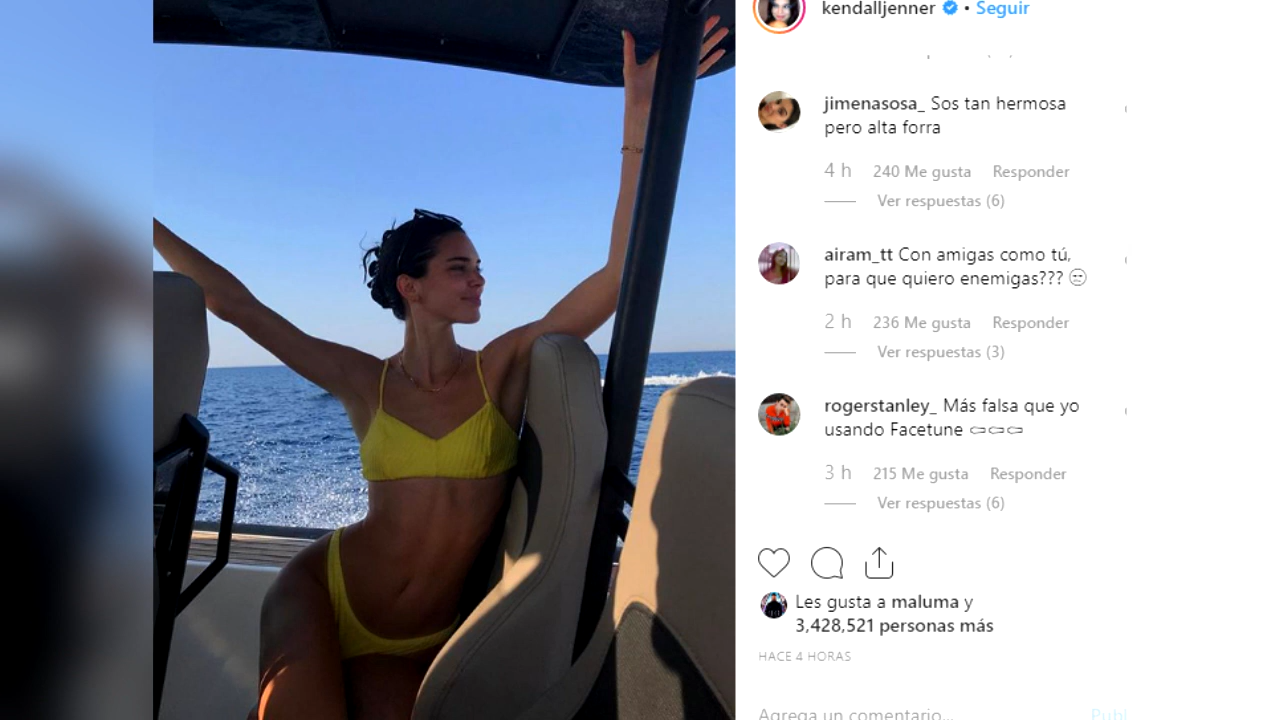 kendalljenner • Seguir
jimenasosa_ Sos tan hermosa
pero alta forra
4 h 240 Me gusta Responder
Ver respuestas (6)
airam_tt Con amigas como tú,
para que quiero enemigas??? 😒
2 h 236 Me gusta Responder
Ver respuestas (3)
rogerstanley_ Más falsa que yo
usando Facetune
3 h 215 Me gusta Responder
Ver respuestas (6)
Les gusta a maluma y
3,428,521 personas más
HACE 4 HORAS
Agrega un comentario... Publ